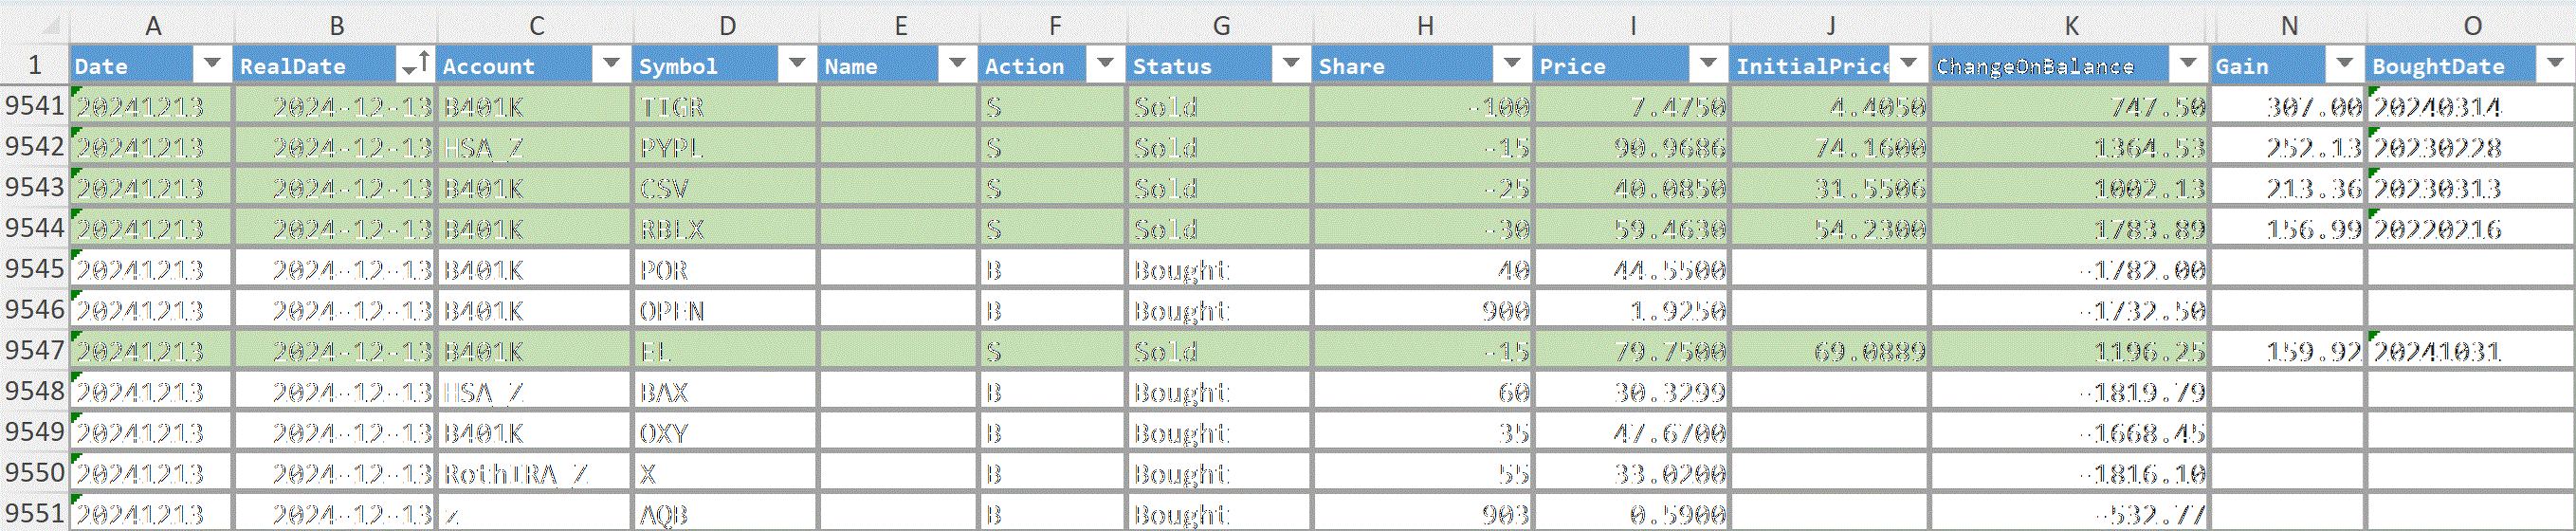 A B C D E F G H I J K N O
1 Date RealDate Account Symbol Name Action Status Share Price InitialPrice ChangeOnBalance Gain BoughtDate
9541 20241213 2024-12-13 B401K TIGR S Sold -100 7.4750 4.4050 747.50 307.00 20240314
9542 20241213 2024-12-13 HSA_Z PYPL S Sold -15 90.9686 74.1600 1364.53 252.13 20230228
9543 20241213 2024-12-13 B401K CSV S Sold -25 40.0850 31.5506 1002.13 213.36 20230313
9544 20241213 2024-12-13 B401K RBLX S Sold -30 59.4630 54.2300 1783.89 156.99 20220216
9545 20241213 2024-12-13 B401K POR B Bought 40 44.5500 -1782.00
9546 20241213 2024-12-13 B401K OPEN B Bought 900 1.9250 -1732.50
9547 20241213 2024-12-13 B401K EL S Sold -15 79.7500 69.0889 1196.25 159.92 20241031
9548 20241213 2024-12-13 HSA_Z BAX B Bought 60 30.3299 -1819.79
9549 20241213 2024-12-13 B401K OXY B Bought 35 47.6700 -1668.45
9550 20241213 2024-12-13 RothIRA_Z X B Bought 55 33.0200 -1816.10
9551 20241213 2024-12-13 z AQB B Bought 903 0.5900 -532.77